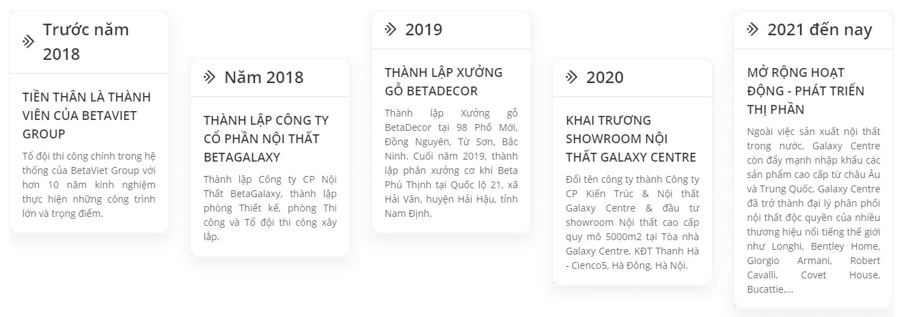 Trước năm
2018
TIỀN THÂN LÀ THÀNH
VIÊN CỦA BETAVIET
GROUP
Tổ đội thi công chính trong hệ
thống của BetaViet Group với
hơn 10 năm kinh nghiệm
thực hiện những công trình
lớn và trọng điểm.
Năm 2018
THÀNH LẬP CÔNG TY
CỔ PHẦN NỘI THẤT
BETAGALAXY
Thành lập Công ty CP Nội
Thất BetaGalaxy, thành lập
phòng Thiết kế, phòng Thi
công và Tổ đội thi công xây
lắp.
2019
THÀNH LẬP XƯỞNG
GỖ BETADECOR
Thành lập Xưởng gỗ
BetaDecor tại 98 Phố Mới,
Đồng Nguyên, Từ Sơn, Bắc
Ninh. Cuối năm 2019, thành
lập phân xưởng cơ khí Beta
Phú Thịnh tại Quốc lộ 21, xã
Hải Vân, huyện Hải Hậu, tỉnh
Nam Định.
2020
KHAI TRƯƠNG
SHOWROOM NỘI
THẤT GALAXY CENTRE
Đổi tên công ty thành Công ty
CP Kiến Trúc & Nội thất
Galaxy Centre & đầu tư
showroom Nội thất cao cấp
quy mô 5000m2 tại Tòa nhà
Galaxy Centre, KĐT Thanh Hà
- Cienco5, Hà Đông, Hà Nội.
2021 đến nay
MỞ RỘNG HOẠT
ĐỘNG - PHÁT TRIỂN
THỊ PHẦN
Ngoài việc sản xuất nội thất
trong nước, Galaxy Centre
còn đẩy mạnh nhập khẩu các
sản phẩm cao cấp từ châu Âu
và Trung Quốc. Galaxy Centre
đã trở thành đại lý phân phối
nội thất độc quyền của nhiều
thương hiệu nổi tiếng thế giới
như Longhi, Bentley Home,
Giorgio Armani, Robert
Cavalli, Covet House,
Bucattie,...